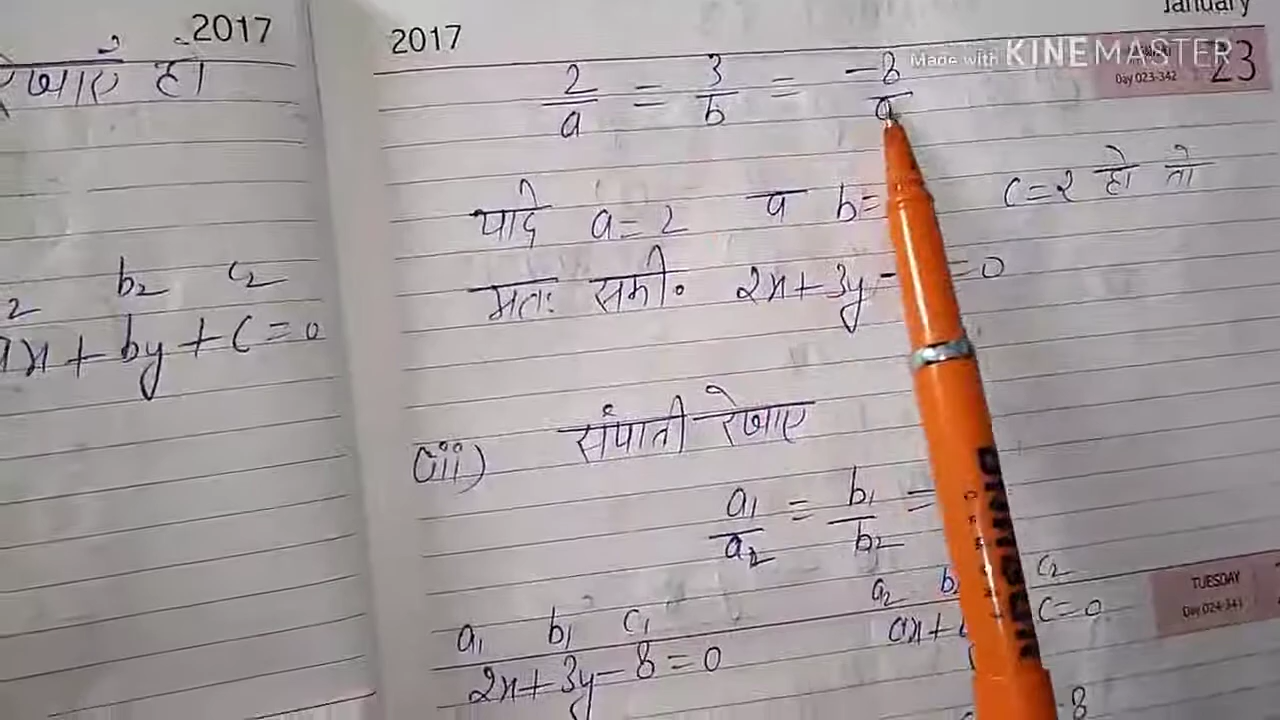 2017
रेखाएं हो
2 b2 c2
ax + by + c = 0
2017
January
Made with KINEMASTER
Day 023-342 23
2/a = 3/b = -8/c
यदि a = 2 व b = c = 2 हो तो
अतः समी॰ 2x + 3y - = 0
(iii) संपाती रेखाए
a1/a2 = b1/b2 =
TUESDAY
Day 024-341
a1 b1 c1
2x + 3y - 8 = 0
a2 b c2
ax + c = 0
-8